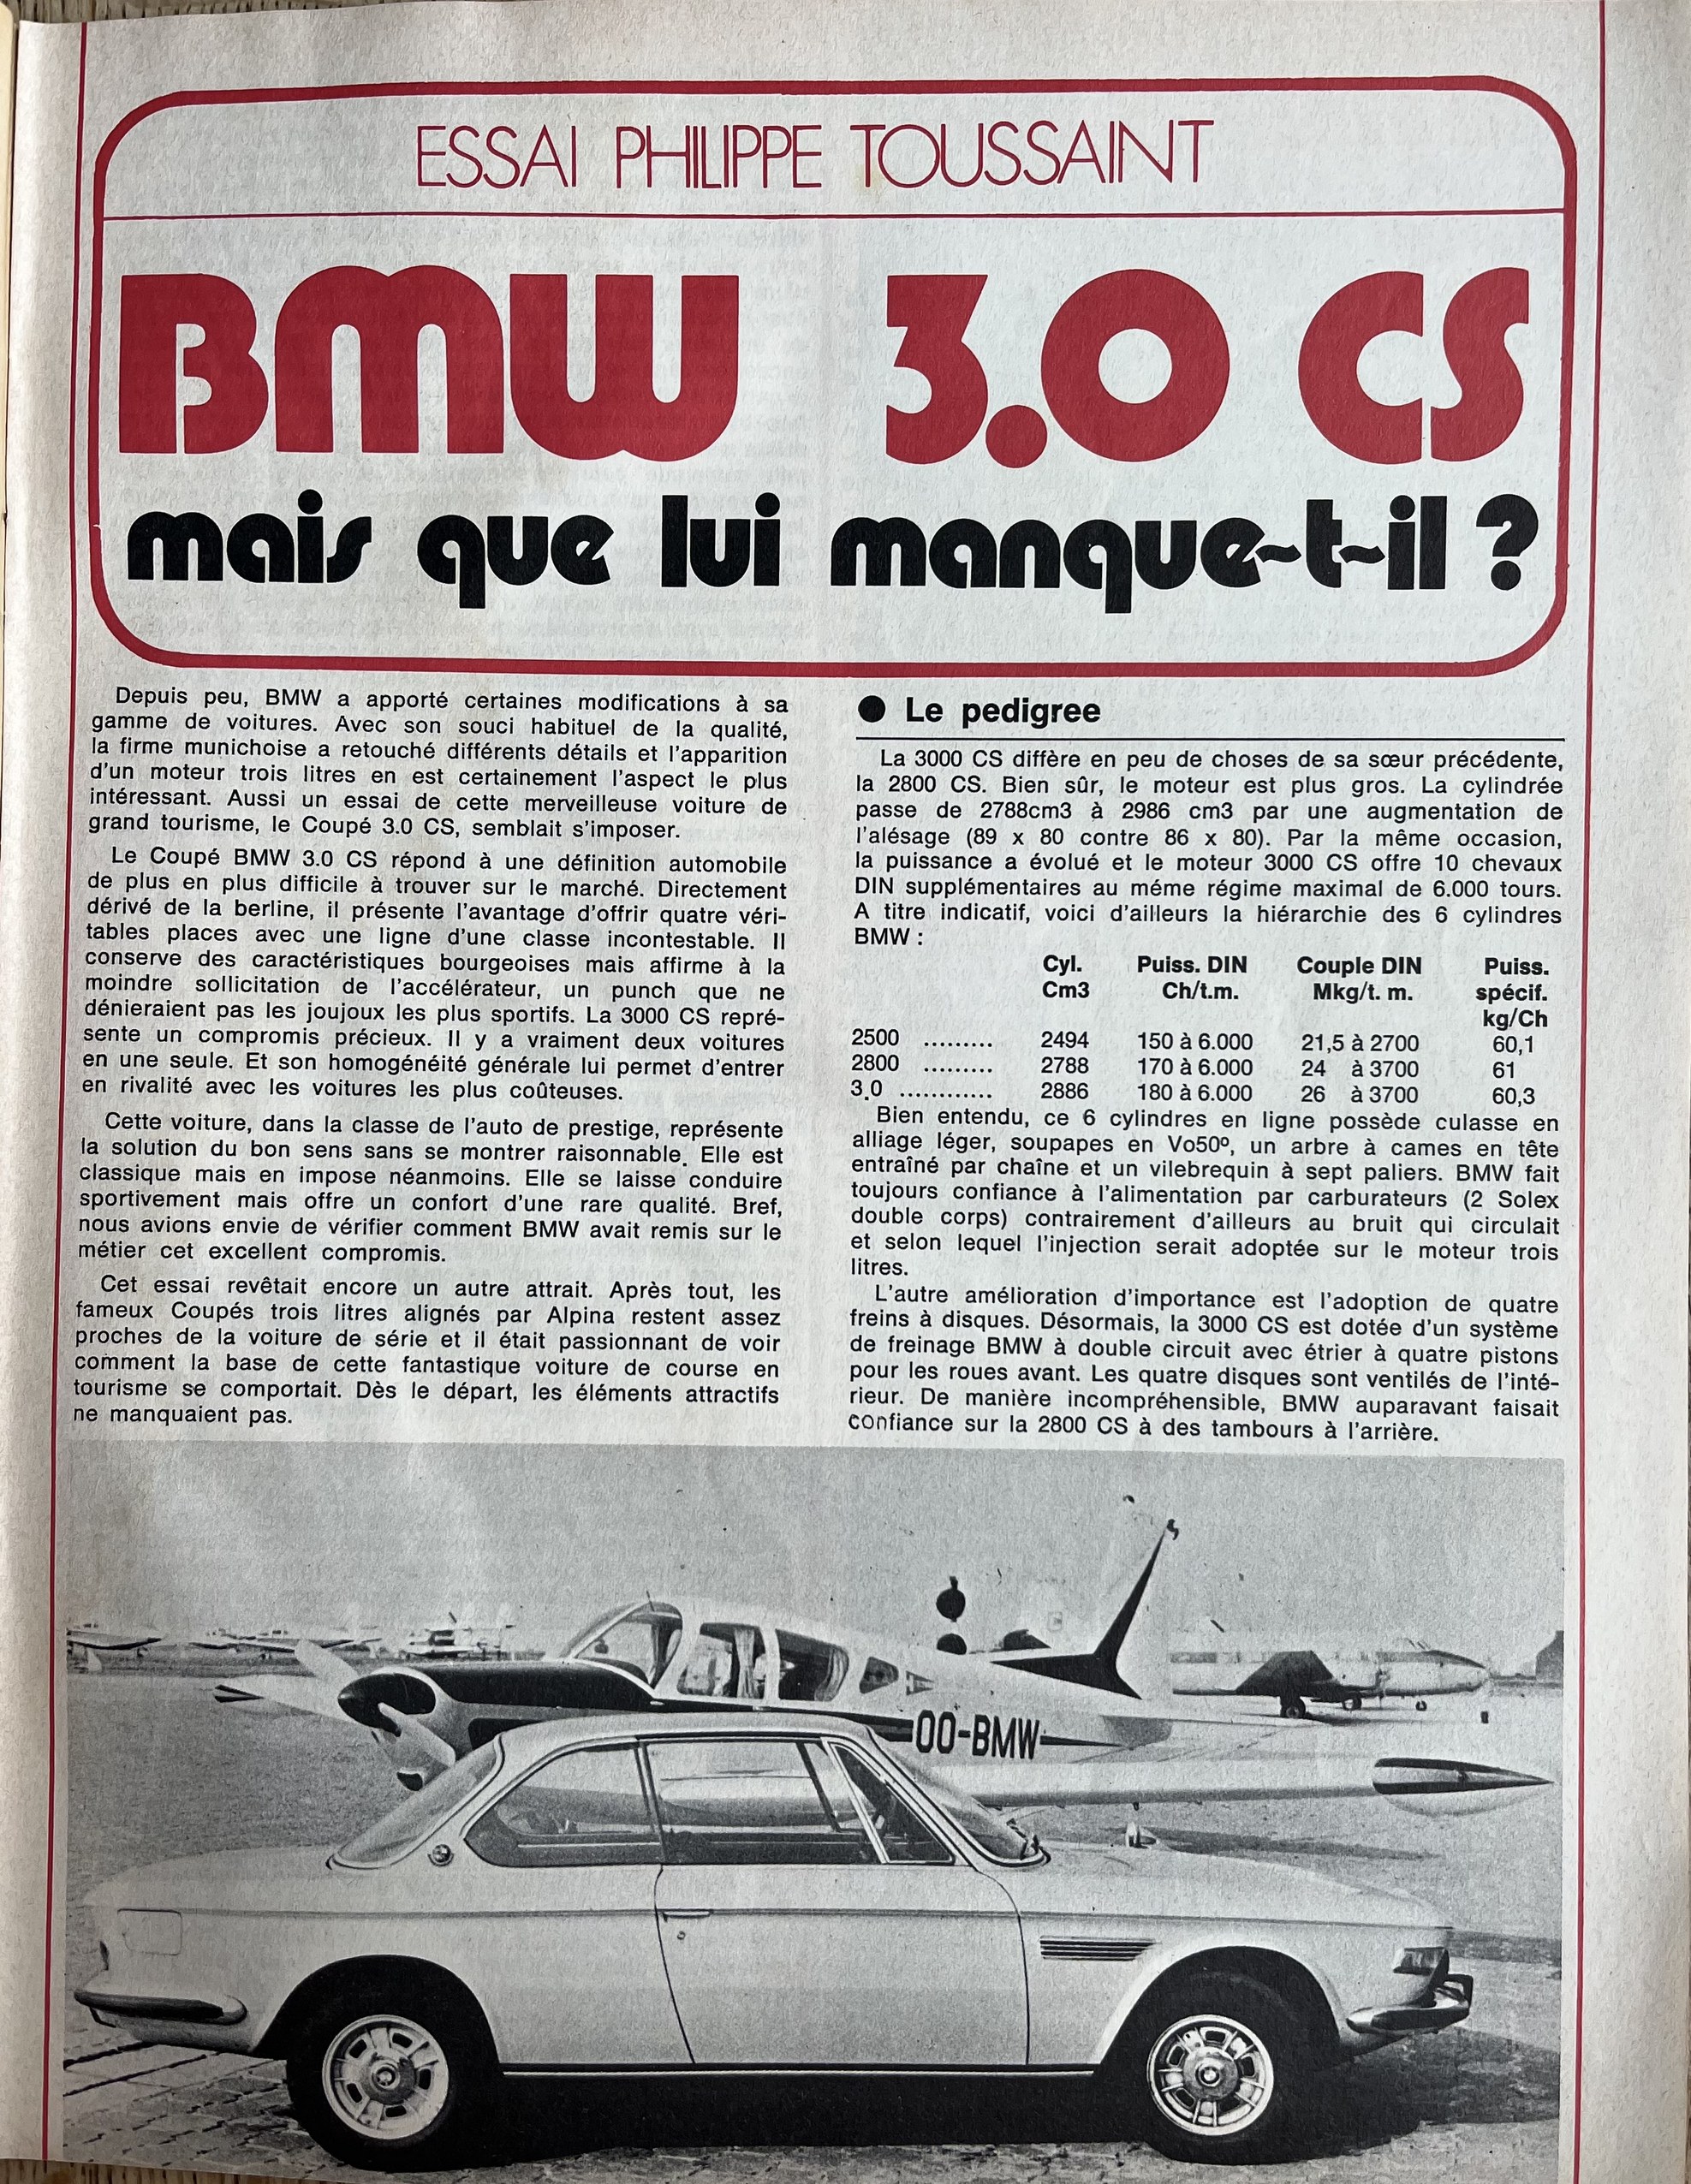 ESSAI PHILIPPE TOUSSAINT
BMW 3.0 CS
mais que lui manque-t-il ?
Depuis peu, BMW a apporté certaines modifications à sa
gamme de voitures. Avec son souci habituel de la qualité,
la firme munichoise a retouché différents détails et l'apparition
d'un moteur trois litres en est certainement l'aspect le plus
intéressant. Aussi un essai de cette merveilleuse voiture de
grand tourisme, le Coupé 3.0 CS, semblait s'imposer.
Le Coupé BMW 3.0 CS répond à une définition automobile
de plus en plus difficile à trouver sur le marché. Directement
dérivé de la berline, il présente l'avantage d'offrir quatre véri-
tables places avec une ligne d'une classe incontestable. Il
conserve des caractéristiques bourgeoises mais affirme à la
moindre sollicitation de l'accélérateur, un punch que ne
dénieraient pas les joujoux les plus sportifs. La 3000 CS repré-
sente un compromis précieux. Il y a vraiment deux voitures
en une seule. Et son homogénéité générale lui permet d'entrer
en rivalité avec les voitures les plus coûteuses.
Cette voiture, dans la classe de l'auto de prestige, représente
la solution du bon sens sans se montrer raisonnable. Elle est
classique mais en impose néanmoins. Elle se laisse conduire
sportivement mais offre un confort d'une rare qualité. Bref,
nous avions envie de vérifier comment BMW avait remis sur le
métier cet excellent compromis.
Cet essai revêtait encore un autre attrait. Après tout, les
fameux Coupés trois litres alignés par Alpina restent assez
proches de la voiture de série et il était passionnant de voir
comment la base de cette fantastique voiture de course en
tourisme se comportait. Dès le départ, les éléments attractifs
ne manquaient pas.
● Le pedigree
La 3000 CS diffère en peu de choses de sa sœur précédente,
la 2800 CS. Bien sûr, le moteur est plus gros. La cylindrée
passe de 2788cm3 à 2986 cm3 par une augmentation de
l'alésage (89 x 80 contre 86 x 80). Par la même occasion,
la puissance a évolué et le moteur 3000 CS offre 10 chevaux
DIN supplémentaires au méme régime maximal de 6.000 tours.
A titre indicatif, voici d'ailleurs la hiérarchie des 6 cylindres
BMW :
Cyl. Puiss. DIN Couple DIN Puiss.
Cm3 Ch/t.m. Mkg/t. m. spécif.
kg/Ch
2500 ......... 2494 150 à 6.000 21,5 à 2700 60,1
2800 ......... 2788 170 à 6.000 24 à 3700 61
3.0 ............ 2886 180 à 6.000 26 à 3700 60,3
Bien entendu, ce 6 cylindres en ligne possède culasse en
alliage léger, soupapes en Vo50º, un arbre à cames en tête
entraîné par chaîne et un vilebrequin à sept paliers. BMW fait
toujours confiance à l'alimentation par carburateurs (2 Solex
double corps) contrairement d'ailleurs au bruit qui circulait
et selon lequel l'injection serait adoptée sur le moteur trois
litres.
L'autre amélioration d'importance est l'adoption de quatre
freins à disques. Désormais, la 3000 CS est dotée d'un système
de freinage BMW à double circuit avec étrier à quatre pistons
pour les roues avant. Les quatre disques sont ventilés de l'inté-
rieur. De manière incompréhensible, BMW auparavant faisait
confiance sur la 2800 CS à des tambours à l'arrière.
OO-BMW